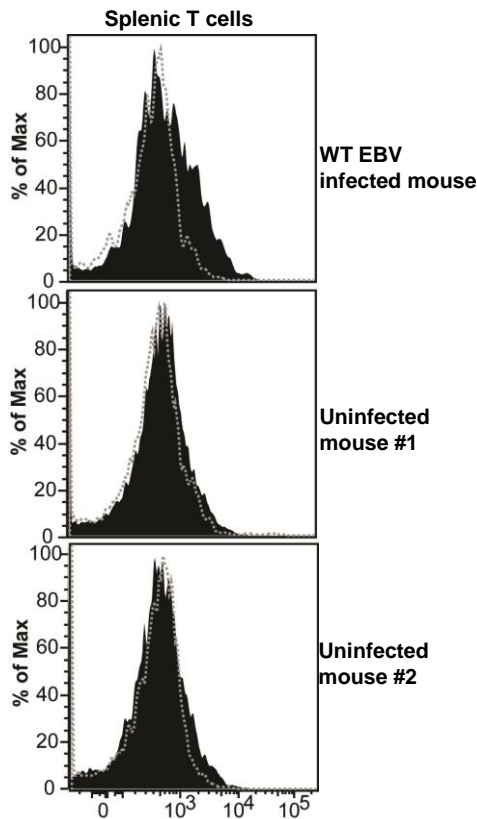 Splenic T cells
100
80
60
40
20
0
% of Max
WT EBV
infected mouse
100
80
60
40
20
0
% of Max
Uninfected
mouse #1
100
80
60
40
20
0
% of Max
Uninfected
mouse #2
0 10³ 10⁴ 10⁵